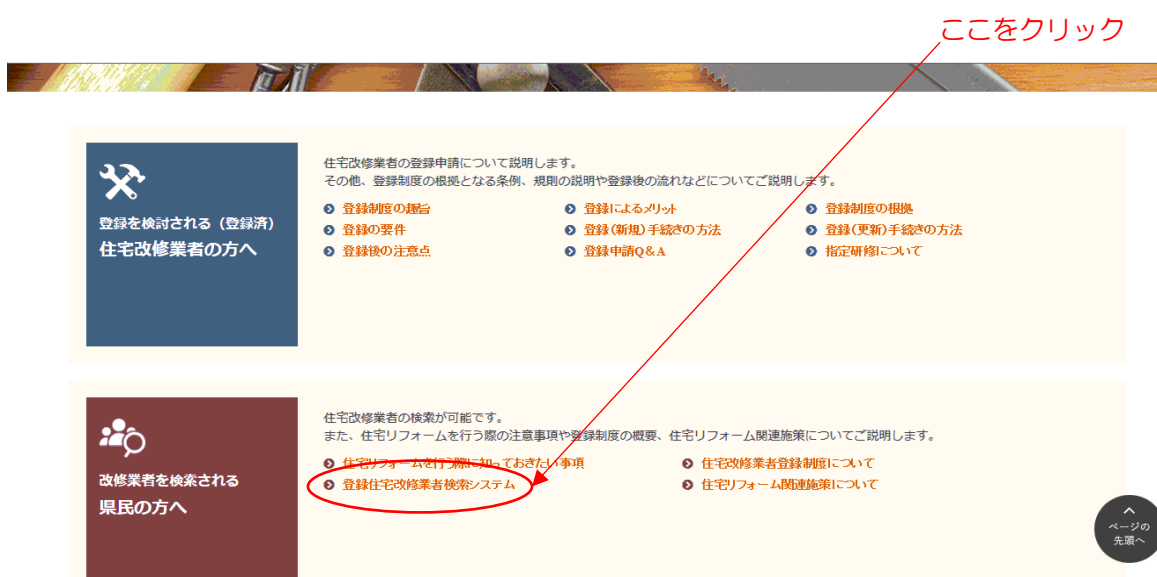 ここをクリック
登録を検討される（登録済）
住宅改修業者の方へ
住宅改修業者の登録申請について説明します。
その他、登録制度の根拠となる条例、規則の説明や登録後の流れなどについてご説明します。
登録制度の趣旨
登録によるメリット
登録制度の根拠
登録の要件
登録(新規)手続きの方法
登録(更新)手続きの方法
登録後の注意点
登録申請Q&A
指定研修について
改修業者を検索される
県民の方へ
住宅改修業者の検索が可能です。
また、住宅リフォームを行う際の注意事項や登録制度の概要、住宅リフォーム関連施策についてご説明します。
住宅リフォームを行う際に知っておきたい事項
住宅改修業者登録制度について
登録住宅改修業者検索システム
住宅リフォーム関連施策について
ページの
先頭へ